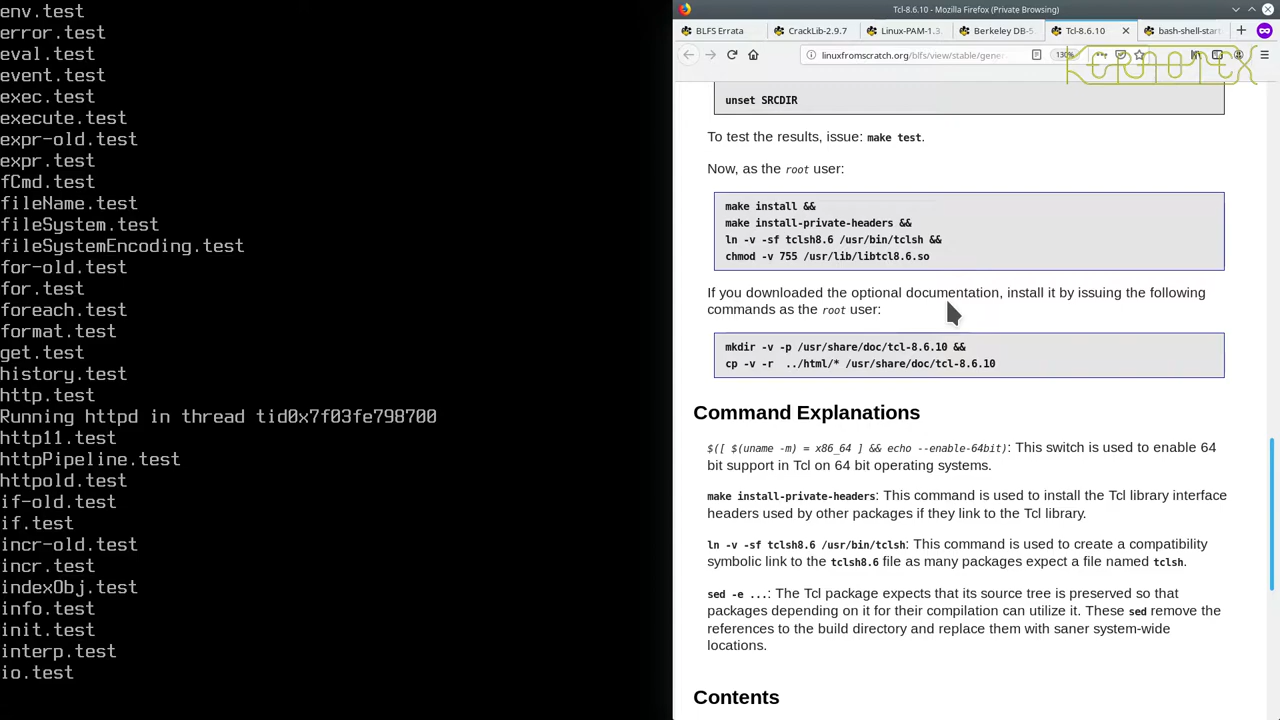 env.test
error.test
eval.test
event.test
exec.test
execute.test
expr-old.test
expr.test
fCmd.test
fileName.test
fileSystem.test
fileSystemEncoding.test
for-old.test
for.test
foreach.test
format.test
get.test
history.test
http.test
Running httpd in thread tid0x7f03fe798700
http11.test
httpPipeline.test
httpold.test
if-old.test
if.test
incr-old.test
incr.test
indexObj.test
info.test
init.test
interp.test
io.test
Tcl-8.6.10 - Mozilla Firefox (Private Browsing)
BLFS Errata
CrackLib-2.9.7
Linux-PAM-1.3.
Berkeley DB-5.
Tcl-8.6.10
bash-shell-start
linuxfromscratch.org/blfs/view/stable/gene
130%
KERNOTEX
unset SRCDIR
To test the results, issue: make test.
Now, as the root user:
make install &&
make install-private-headers &&
ln -v -sf tclsh8.6 /usr/bin/tclsh &&
chmod -v 755 /usr/lib/libtcl8.6.so
If you downloaded the optional documentation, install it by issuing the following
commands as the root user:
mkdir -v -p /usr/share/doc/tcl-8.6.10 &&
cp -v -r  ../html/* /usr/share/doc/tcl-8.6.10
Command Explanations
$([ $(uname -m) = x86_64 ] && echo --enable-64bit): This switch is used to enable 64
bit support in Tcl on 64 bit operating systems.
make install-private-headers: This command is used to install the Tcl library interface
headers used by other packages if they link to the Tcl library.
ln -v -sf tclsh8.6 /usr/bin/tclsh: This command is used to create a compatibility
symbolic link to the tclsh8.6 file as many packages expect a file named tclsh.
sed -e ...: The Tcl package expects that its source tree is preserved so that
packages depending on it for their compilation can utilize it. These sed remove the
references to the build directory and replace them with saner system-wide
locations.
Contents